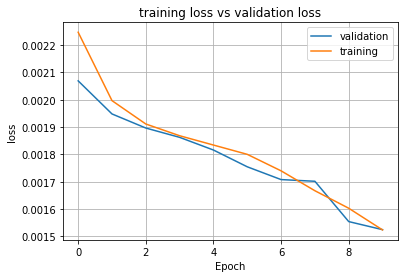 training loss vs validation loss
validation
training
0.0022
0.0021
0.0020
0.0019
0.0018
0.0017
0.0016
0.0015
loss
0
2
4
6
8
Epoch